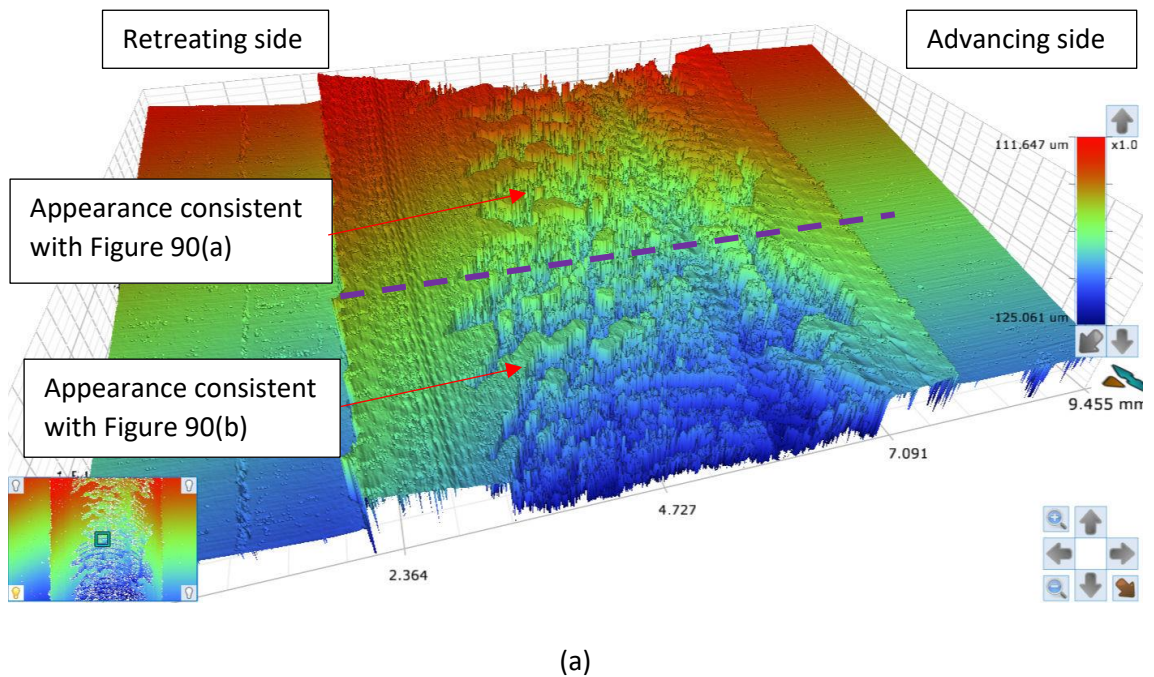 Retreating side
Advancing side
111.647 um
x1.0
Appearance consistent
with Figure 90(a)
-125.061 um
Appearance consistent
with Figure 90(b)
9.455 mm
7.091
4.727
2.364
(a)